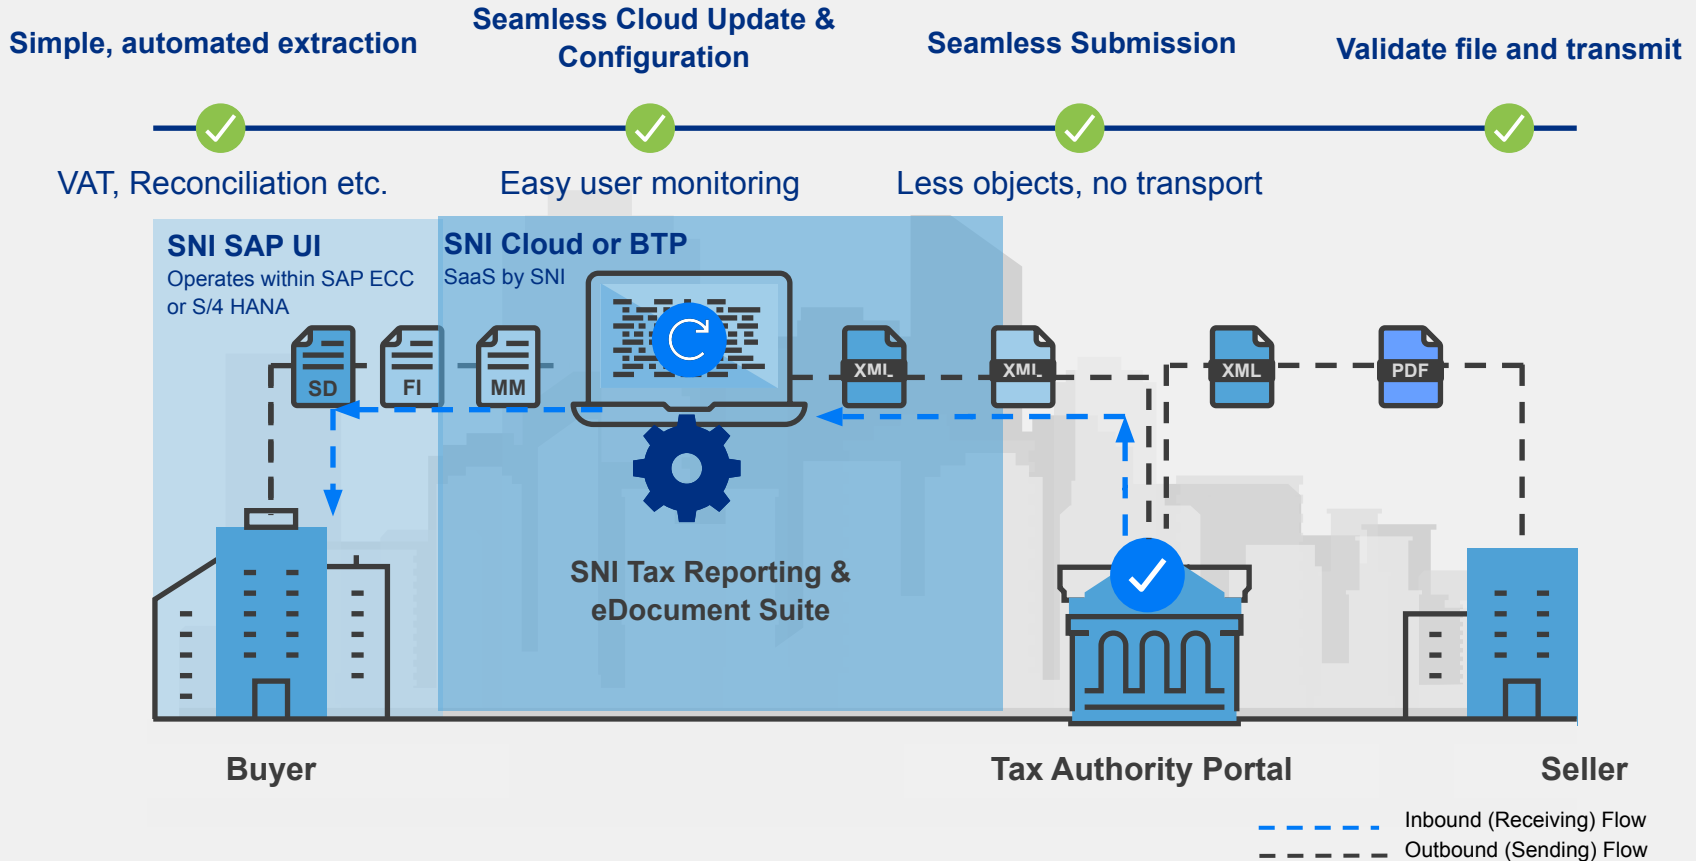 Simple, automated extraction
Seamless Cloud Update &
Configuration
Seamless Submission
Validate file and transmit
VAT, Reconciliation etc.
Easy user monitoring
Less objects, no transport
SNI SAP UI
Operates within SAP ECC
or S/4 HANA
SNI Cloud or BTP
SaaS by SNI
SD
FI
MM
XML
XML
XML
PDF
SNI Tax Reporting &
eDocument Suite
Buyer
Tax Authority Portal
Seller
Inbound (Receiving) Flow
Outbound (Sending) Flow